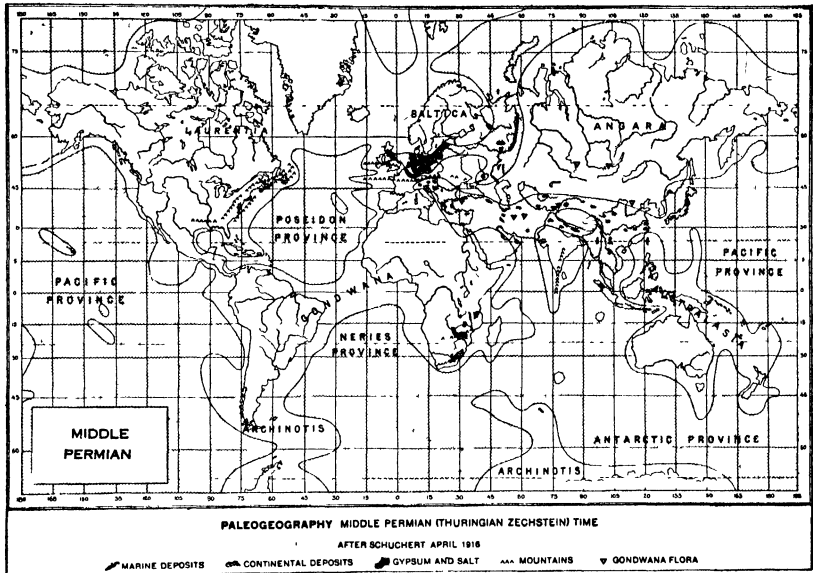 LAURENTIA
BALTICA
ANGARA
POSEIDON
PROVINCE
PACIFIC
PROVINCE
PACIFIC
PROVINCE
GONDWANA
AUSTRALASIA
NERIES
PROVINCE
ARCHINOTIS
ANTARCTIC PROVINCE
ARCHINOTIS
MIDDLE
PERMIAN
PALEOGEOGRAPHY MIDDLE PERMIAN (THURINGIAN ZECHSTEIN) TIME
AFTER SCHUCHERT APRIL 1916
MARINE DEPOSITS CONTINENTAL DEPOSITS GYPSUM AND SALT MOUNTAINS GONDWANA FLORA